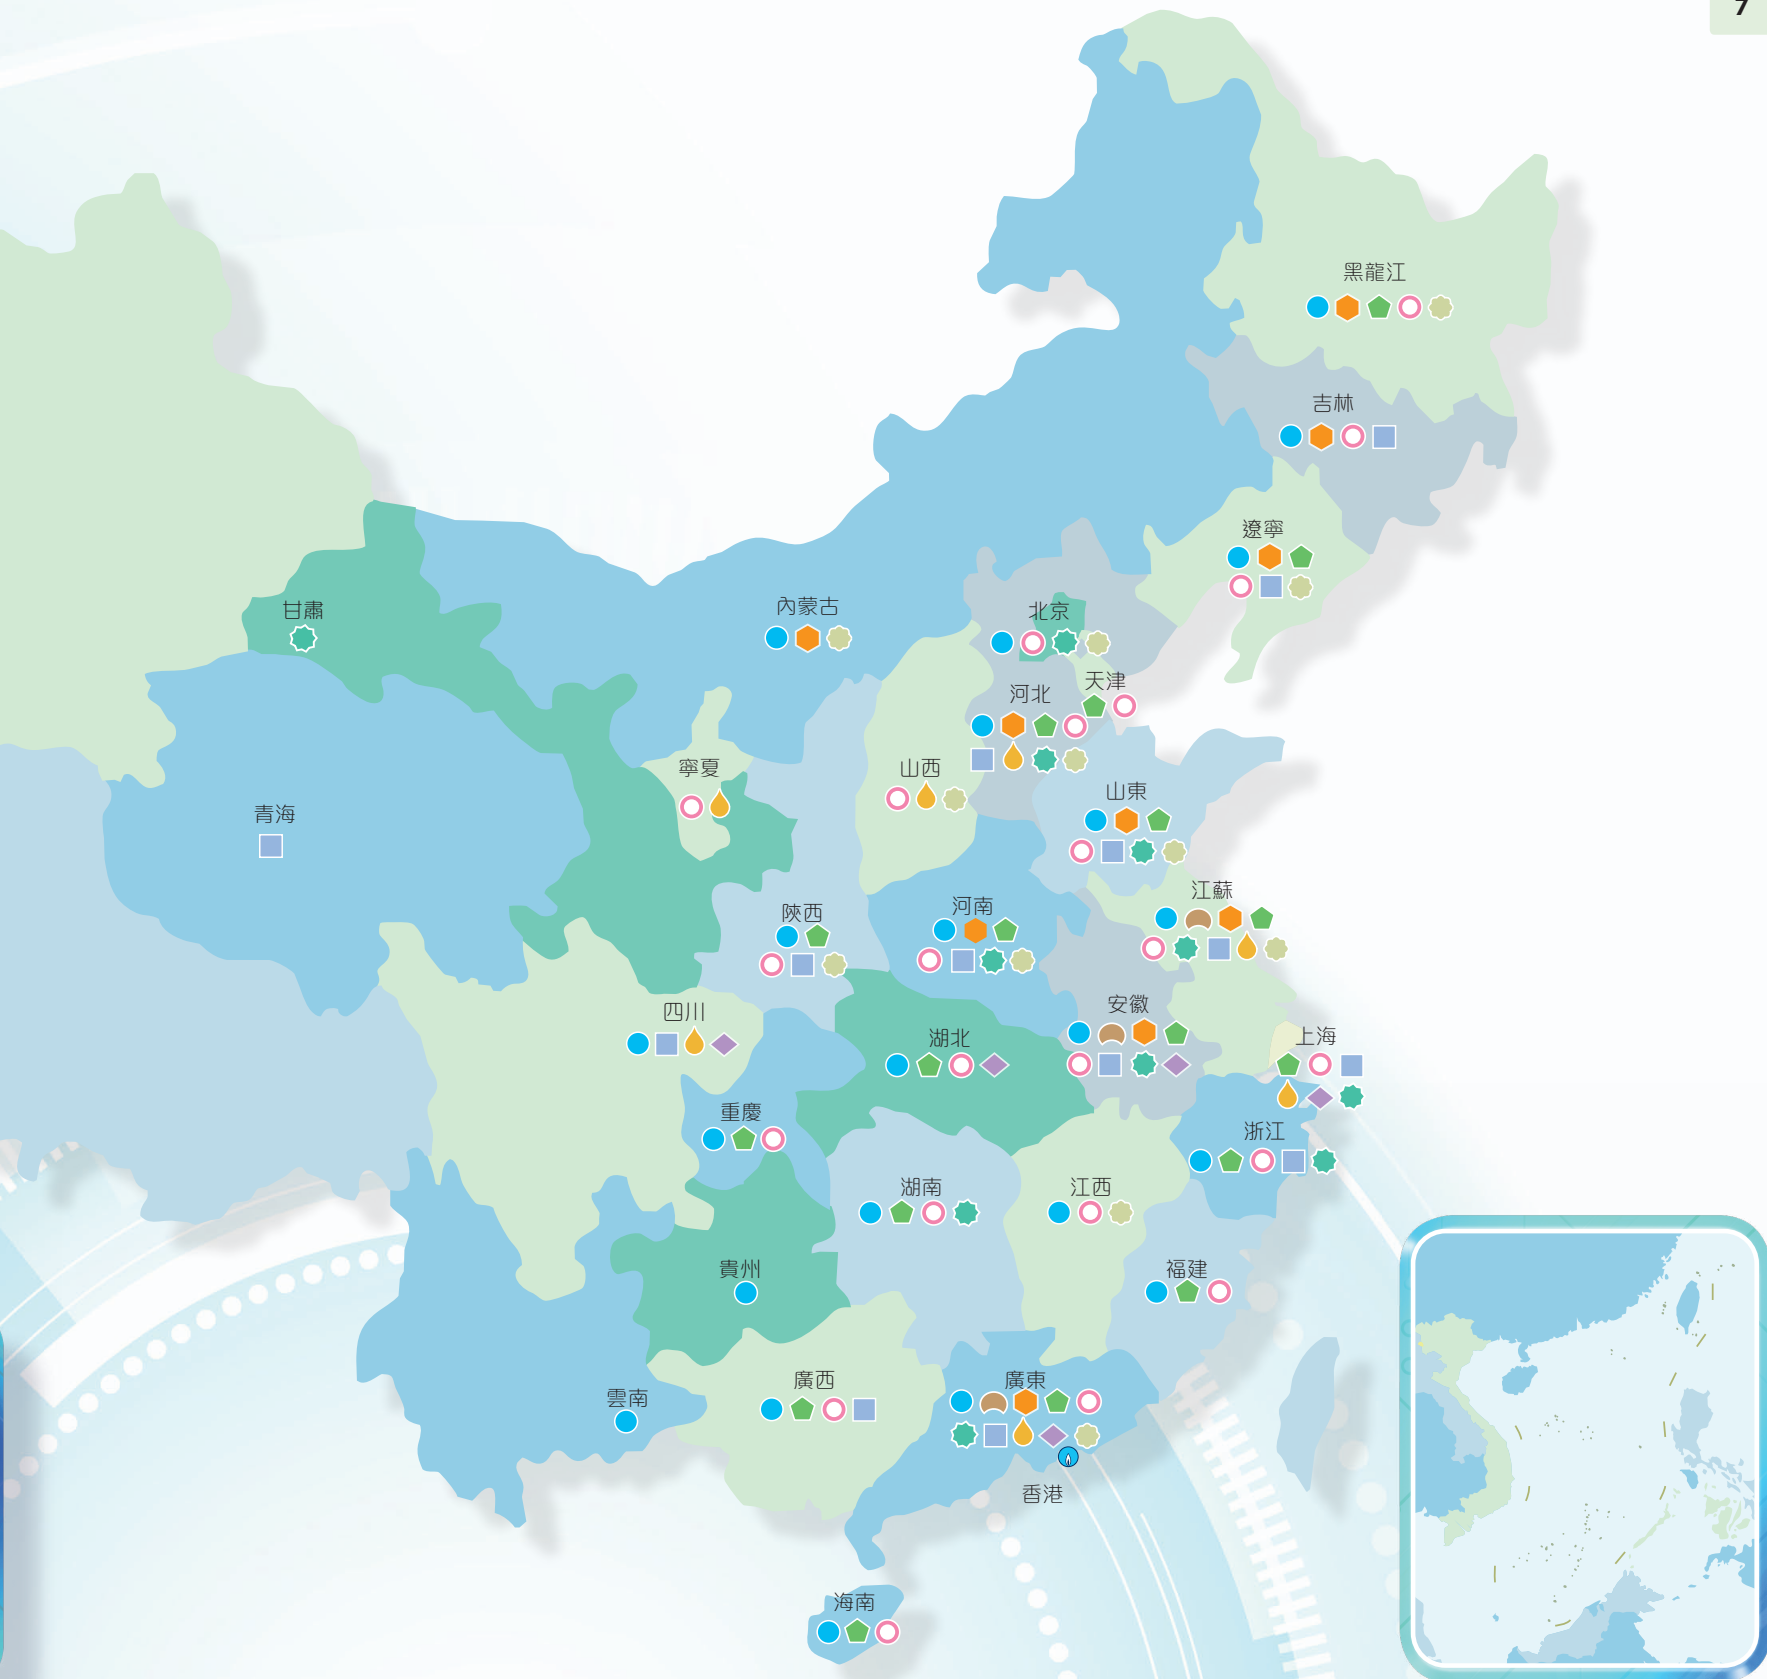 7
黑龍江
吉林
遼寧
甘肅
內蒙古
北京
天津
河北
寧夏
山西
山東
青海
江蘇
陝西
河南
安徽
四川
湖北
上海
重慶
浙江
湖南
江西
貴州
福建
廣西
廣東
雲南
香港
海南